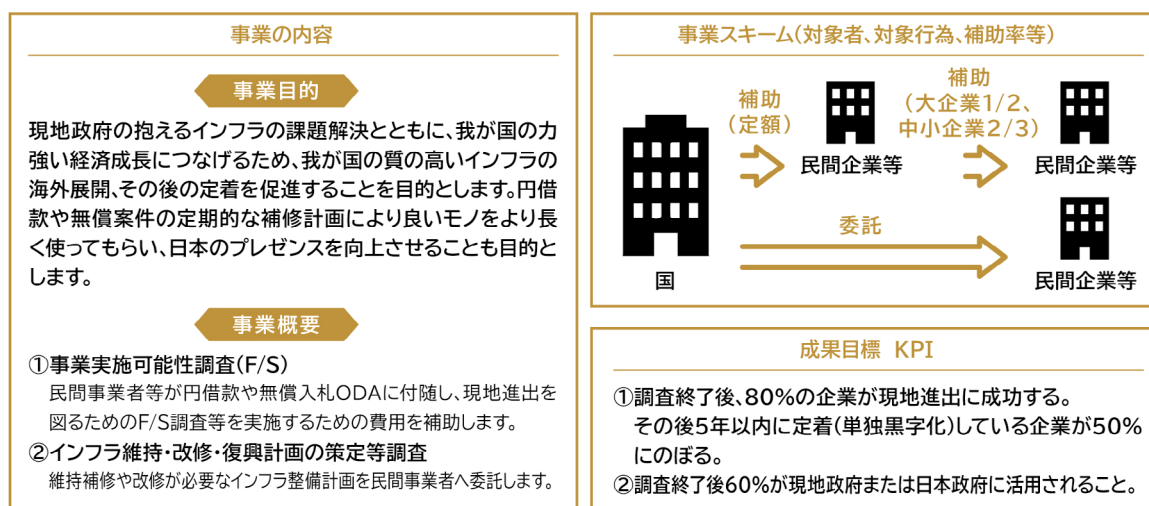 事業の内容
事業目的
現地政府の抱えるインフラの課題解決とともに、我が国の力
強い経済成長につなげるため、我が国の質の高いインフラの
海外展開、その後の定着を促進することを目的とします。円借
款や無償案件の定期的な補修計画により良いモノをより長
く使ってもらい、日本のプレゼンスを向上させることも目的と
します。
事業概要
①事業実施可能性調査(F/S)
民間事業者等が円借款や無償入札ODAに付随し、現地進出を
図るためのF/S調査等を実施するための費用を補助します。
②インフラ維持・改修・復興計画の策定等調査
維持補修や改修が必要なインフラ整備計画を民間事業者へ委託します。
事業スキーム(対象者、対象行為、補助率等)
補助
(定額)
補助
(大企業1/2、
中小企業2/3)
民間企業等
民間企業等
委託
国
民間企業等
成果目標 KPI
①調査終了後、80%の企業が現地進出に成功する。
その後5年以内に定着(単独黒字化)している企業が50%
にのぼる。
②調査終了後60%が現地政府または日本政府に活用されること。